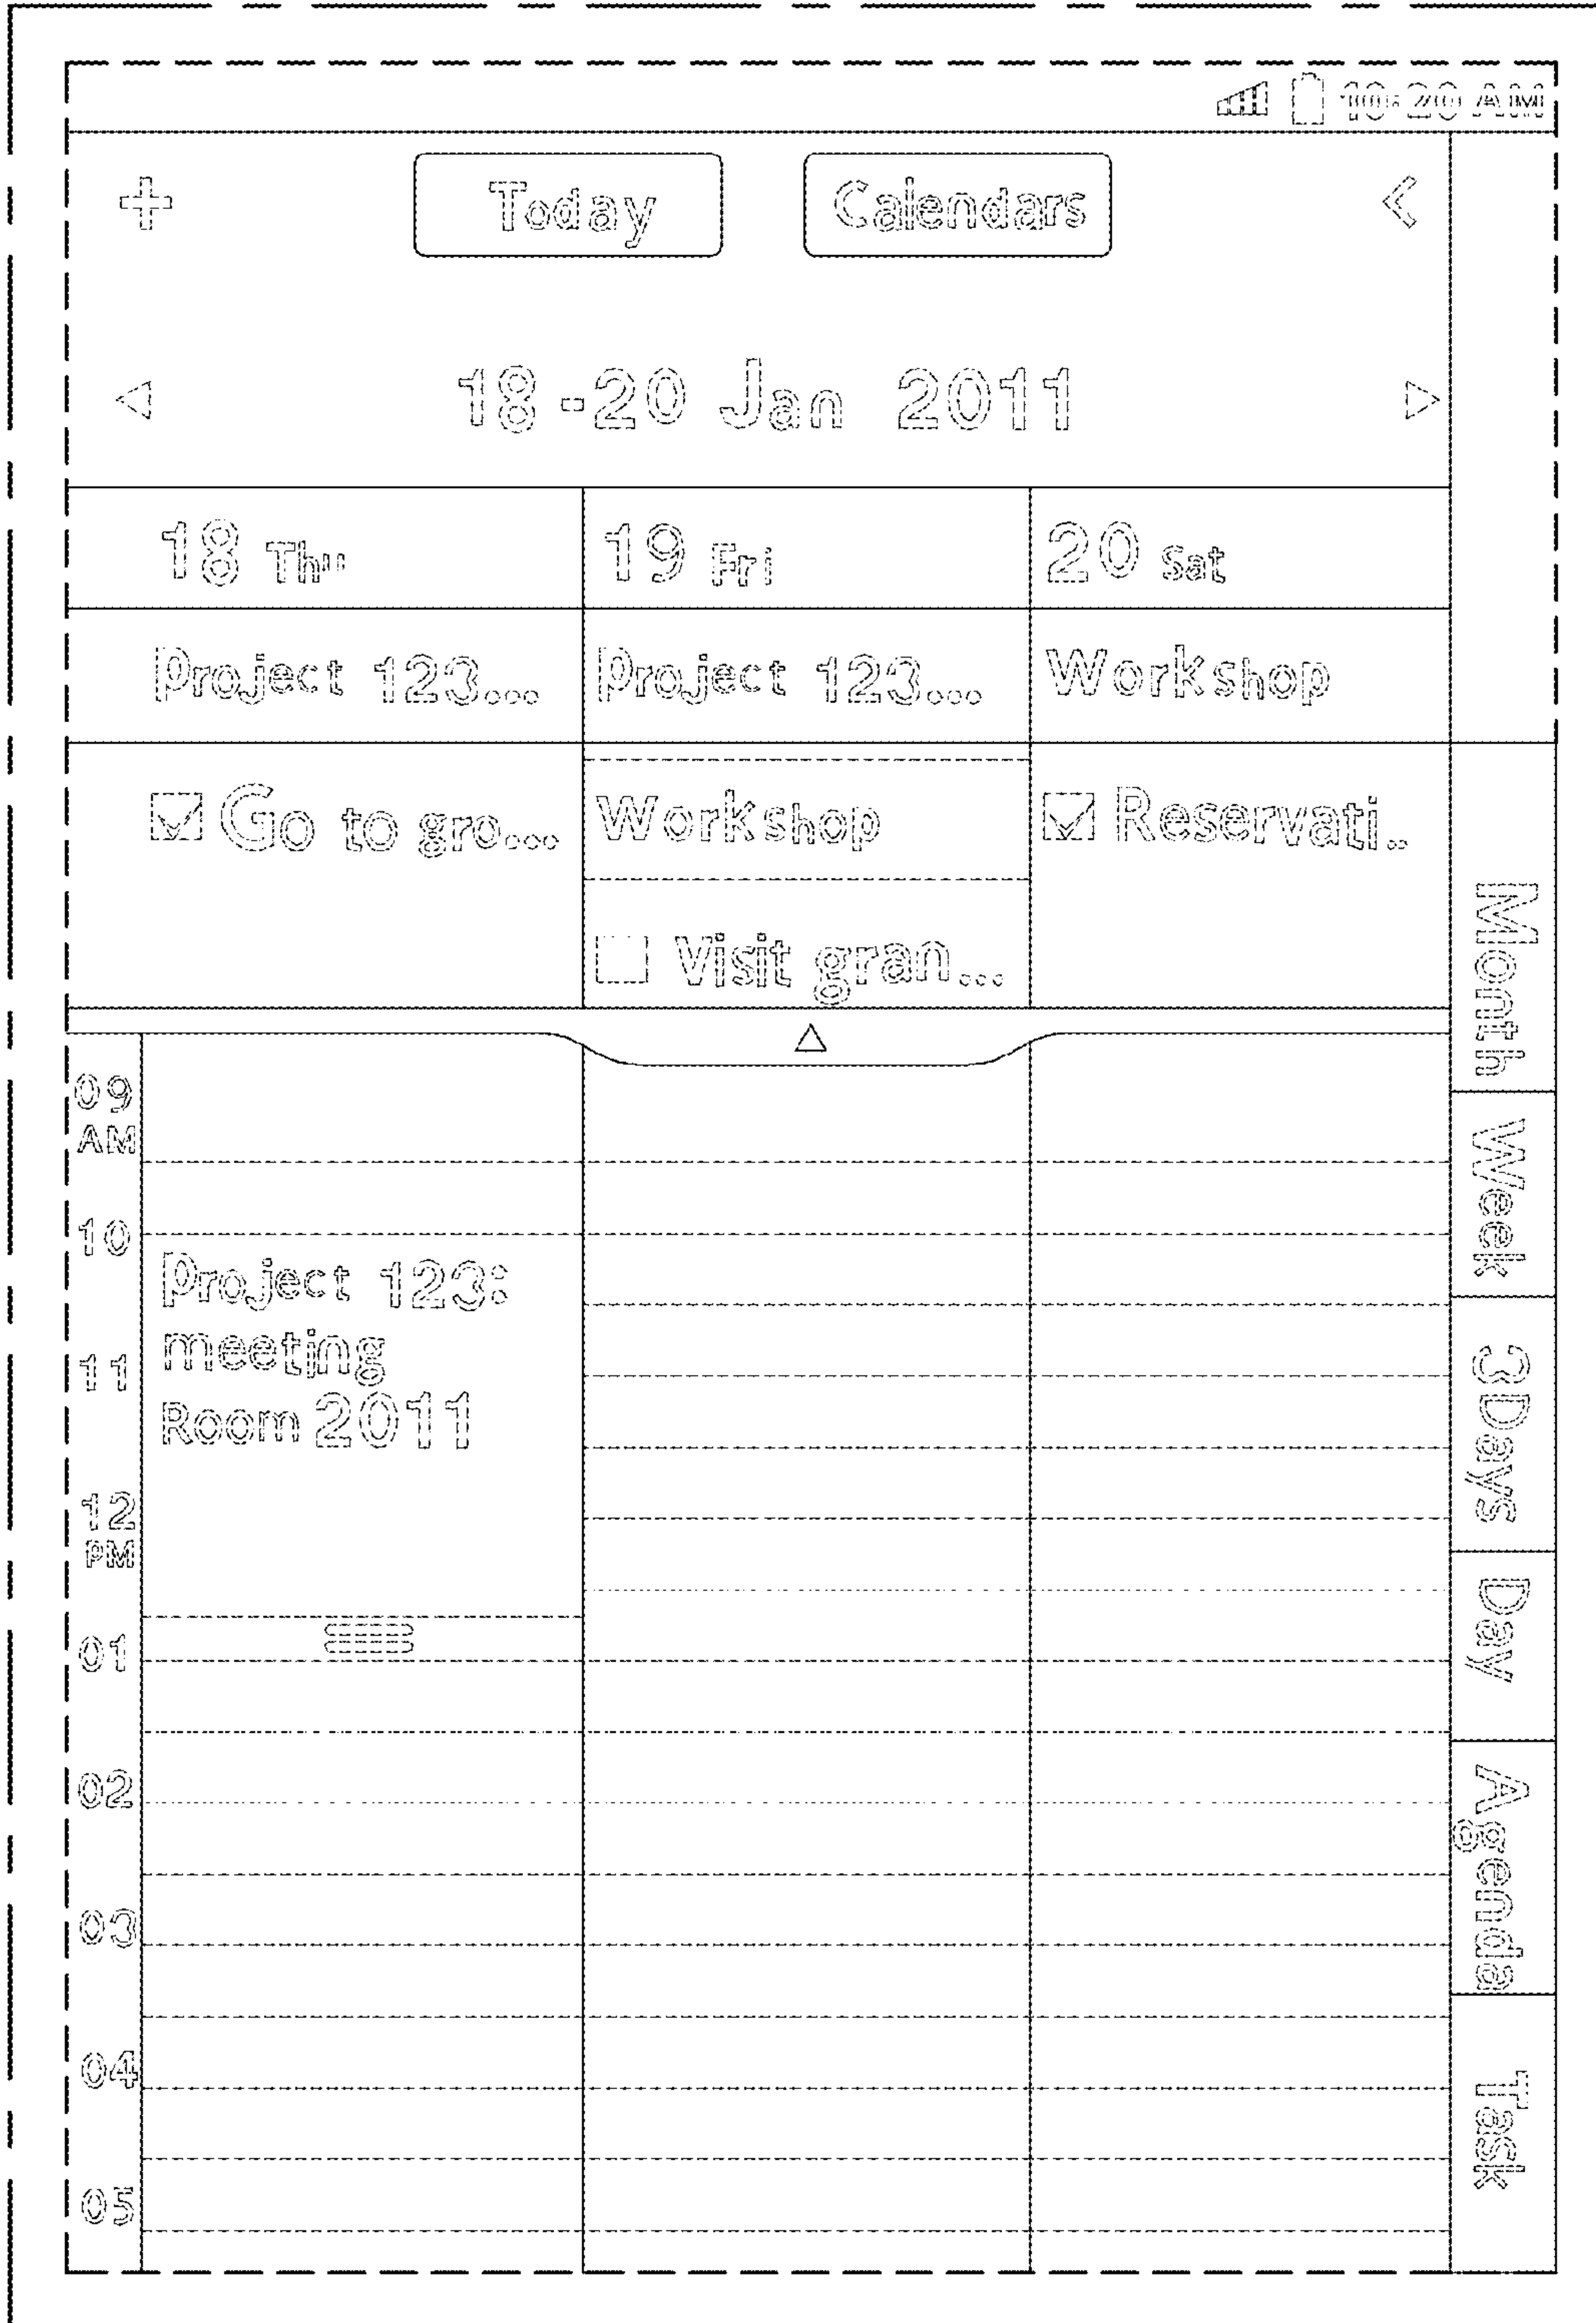 10:20 AM
+ Today Calendars <
18-20 Jan 2011
18 Thu 19 Fri 20 Sat
Project 123... Project 123... Workshop
Go to gro... Workshop Reservati..
Visit gran...
09
AM
10
Project 123:
meeting
11
Room 2011
12
PM
01
02
03
04
05
Month
Week
3Days
Day
Agenda
Task